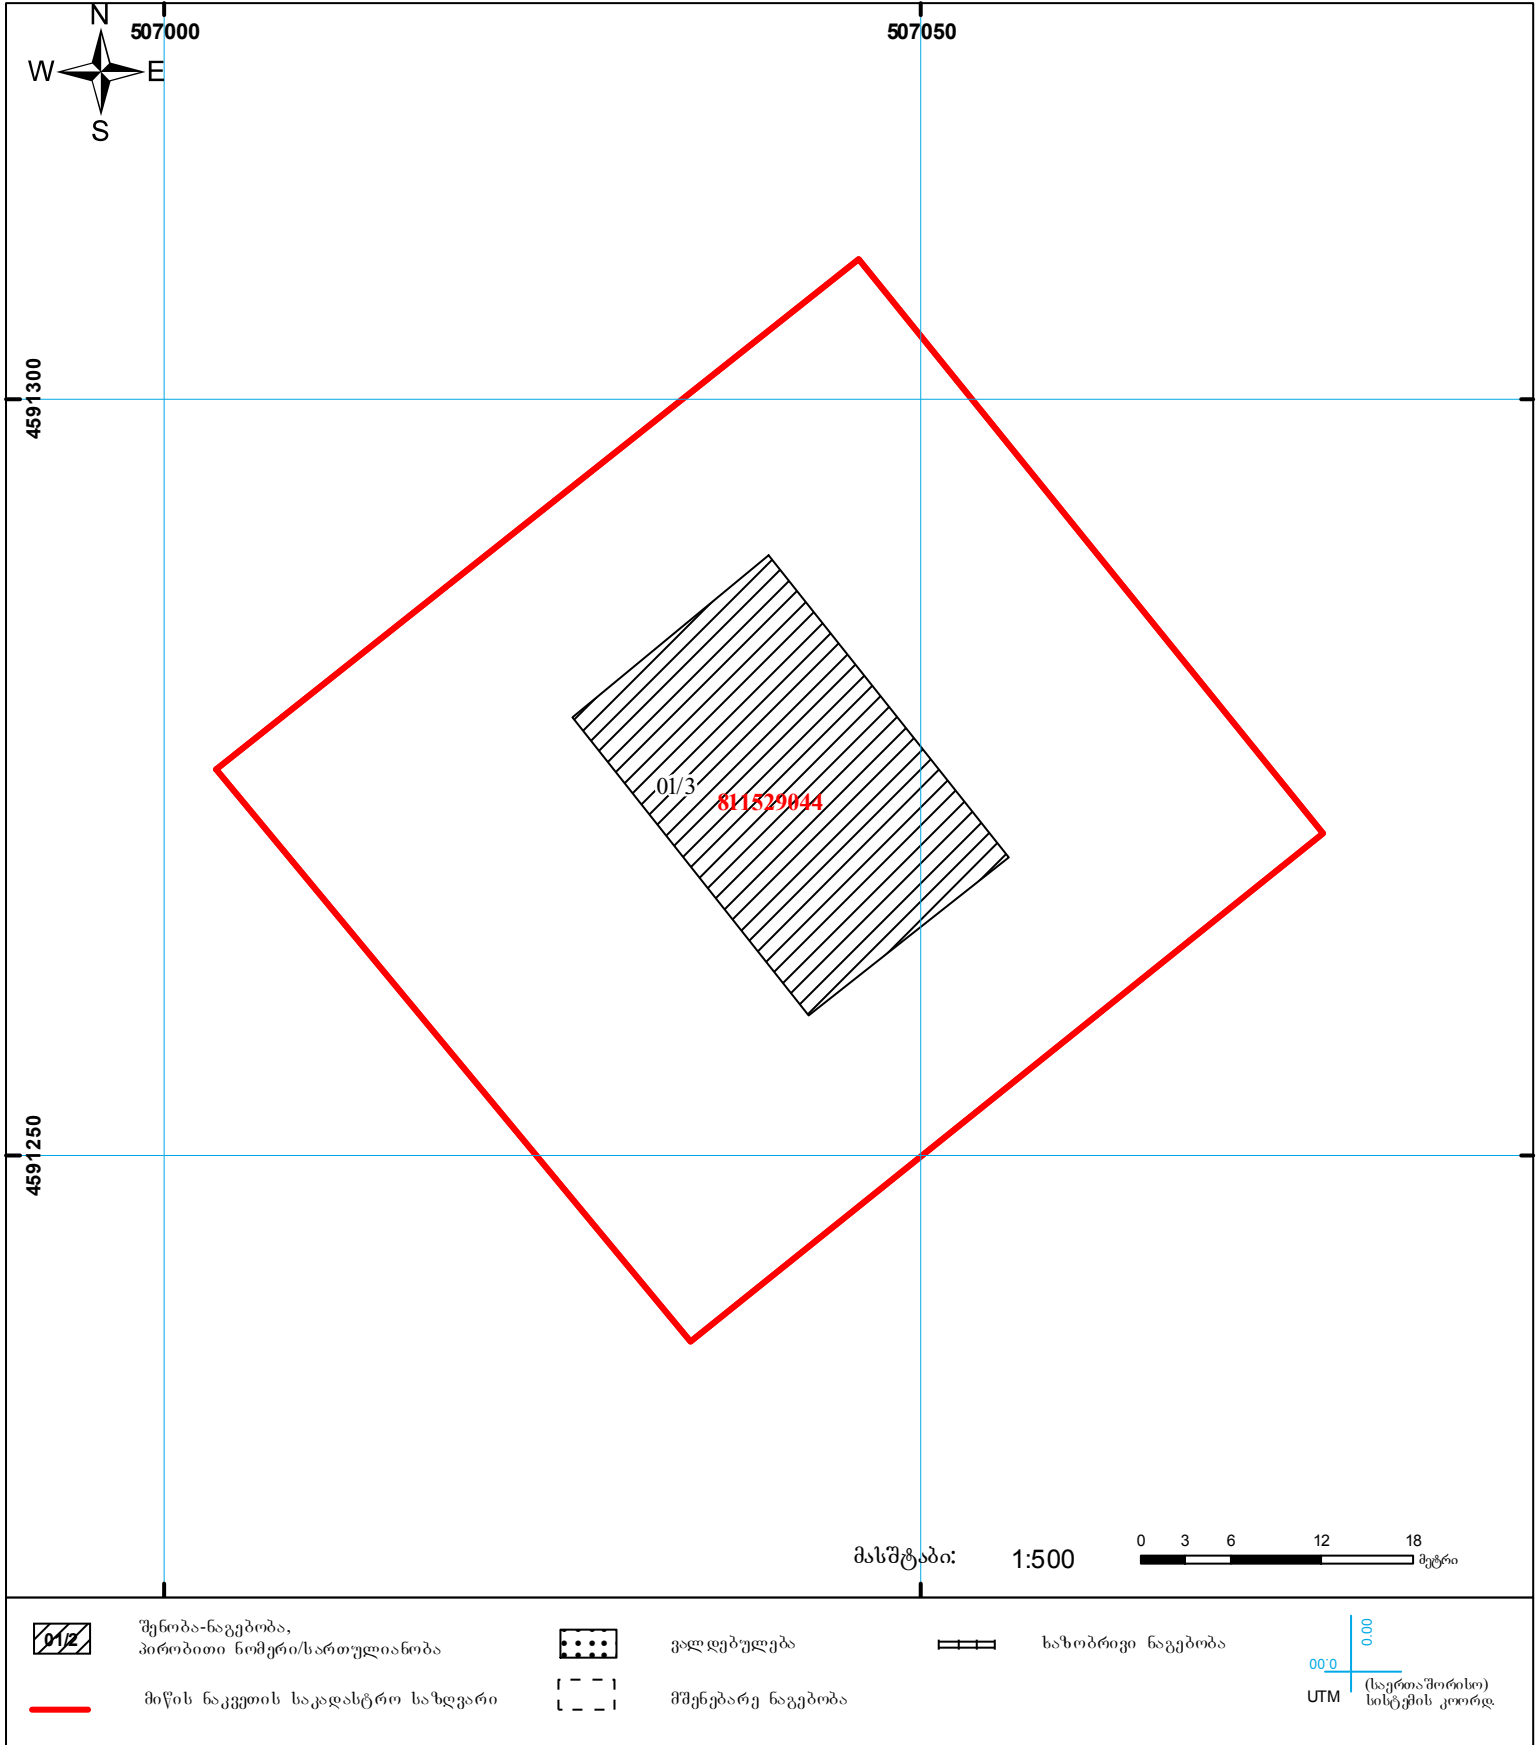 N
507000
507050
W
E
S
4591300
01/3
811529044
4591250
მასშტაბი:
1:500
0
3
6
12
18
მეტრი
01/2
შენობა-ნაგებობა,
პირობითი ნომერი/სართულიანობა
ვალდებულება
ხაზობრივი ნაგებობა
00.0
0.00
UTM
(საერთაშორისო)
სისტემის კოორდ.
მიწის ნაკვეთის საკადასტრო საზღვარი
მშენებარე ნაგებობა